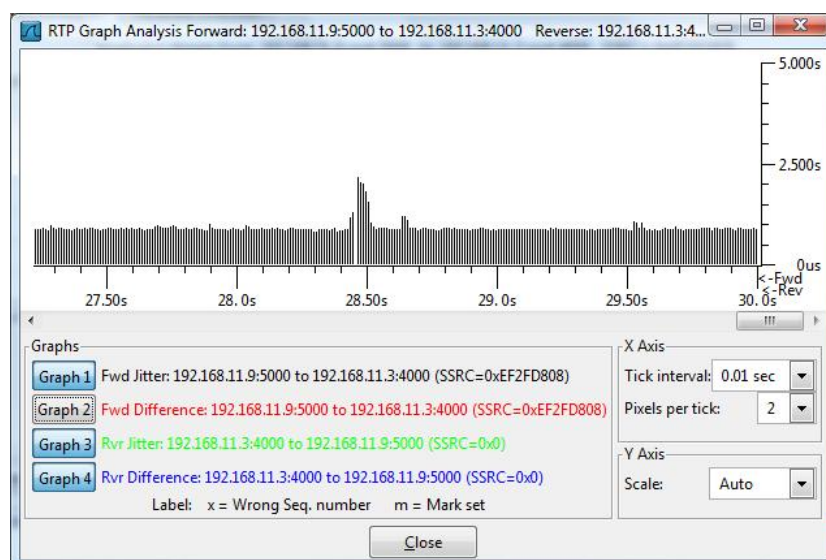 RTP Graph Analysis Forward: 192.168.11.9:5000 to 192.168.11.3:4000 Reverse: 192.168.11.3:4...
5.000s
2.500s
0us
<-Fwd
<-Rev
27.50s 28.0s 28.50s 29.0s 29.50s 30.0s
Graphs
Graph 1 Fwd Jitter: 192.168.11.9:5000 to 192.168.11.3:4000 (SSRC=0xEF2FD808)
Graph 2 Fwd Difference: 192.168.11.9:5000 to 192.168.11.3:4000 (SSRC=0xEF2FD808)
Graph 3 Rvr Jitter: 192.168.11.3:4000 to 192.168.11.9:5000 (SSRC=0x0)
Graph 4 Rvr Difference: 192.168.11.3:4000 to 192.168.11.9:5000 (SSRC=0x0)
Label: x = Wrong Seq. number m = Mark set
X Axis
Tick interval: 0.01 sec
Pixels per tick: 2
Y Axis
Scale: Auto
Close